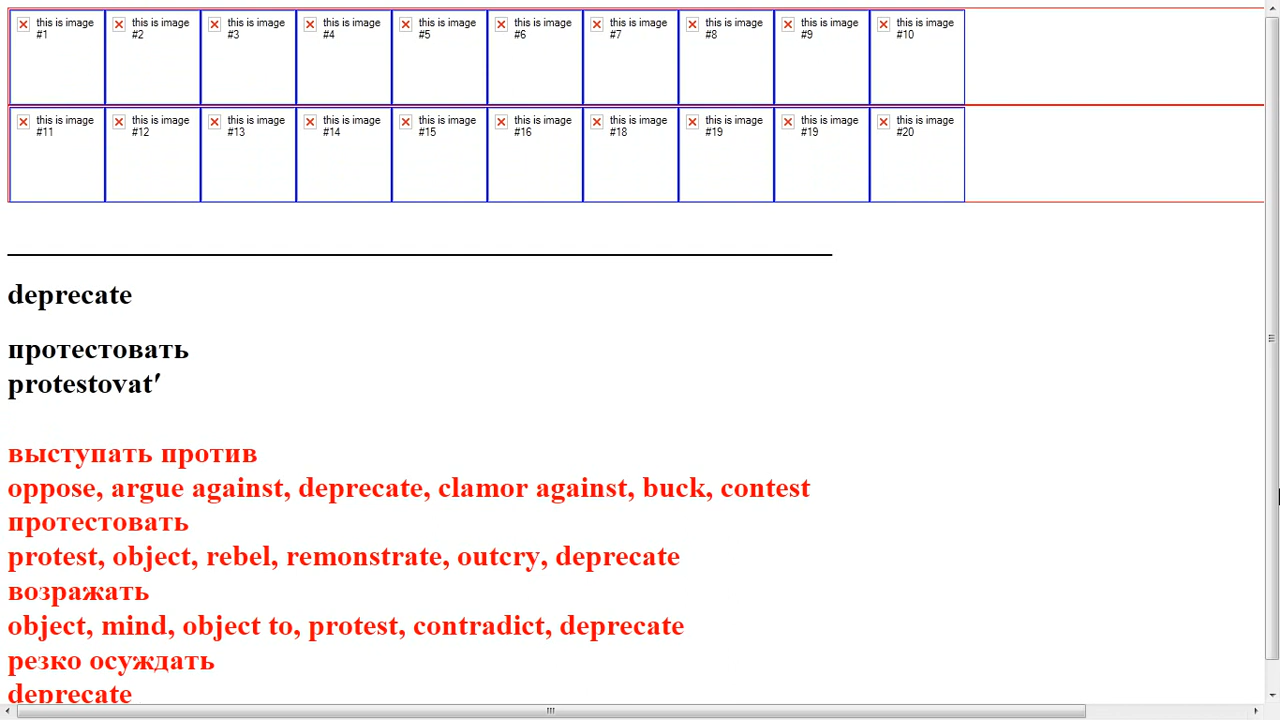 this is image #1 this is image #2 this is image #3 this is image #4 this is image #5 this is image #6 this is image #7 this is image #8 this is image #9 this is image #10
this is image #11 this is image #12 this is image #13 this is image #14 this is image #15 this is image #16 this is image #18 this is image #19 this is image #19 this is image #20
deprecate
протестовать
protestovatʹ
выступать против
oppose, argue against, deprecate, clamor against, buck, contest
протестовать
protest, object, rebel, remonstrate, outcry, deprecate
возражать
object, mind, object to, protest, contradict, deprecate
резко осуждать
deprecate